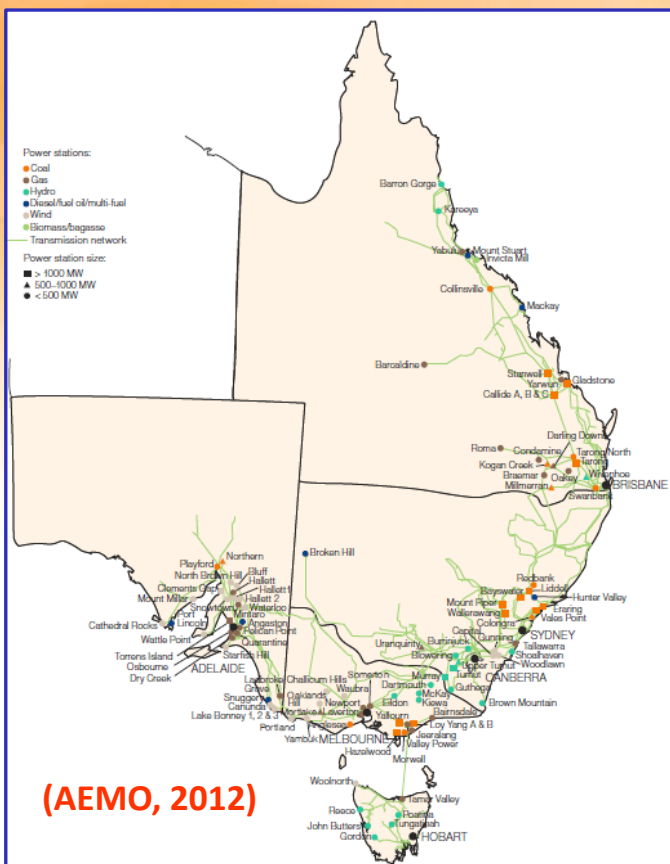 Power stations:
Coal
Gas
Hydro
Diesel/fuel oil/multi-fuel
Wind
Biomass/bagasse
Transmission network
Power station size:
> 1000 MW
500–1000 MW
< 500 MW
Barron Gorge
Kareeya
Yabulu
Mount Stuart
Invicta Mill
Collinsville
Mackay
Barcaldine
Stanwell
Yarwun
Gladstone
Callide A, B & C
Darling Downs
Roma
Condamine
Tarong North
Kogan Creek
Tarong
Braemar
Oakey
Wivenhoe
Millmerran
BRISBANE
Swanbank
Broken Hill
Northern
Playford
North Brown Hill
Bluff
Clements Gap
Hallett
Mount Millar
Hallett 1
Hallett 2
Snowtown
Waterloo
Port
Lincoln
Mintaro
Cathedral Rocks
Angaston
Wattle Point
Pelican Point
Torrens Island
Quarantine
Osbourne
ADELAIDE
Starfish Hill
Dry Creek
Redbank
Bayswater
Liddell
Hunter Valley
Mount Piper
Wallerawang
Eraring
Colongra
Vales Point
Capital
SYDNEY
Burrinjuck
Gunning
Tallawarra
Uranquinty
Blowering
Shoalhaven
Upper Tumut
Woodlawn
Tumut
CANBERRA
Murray
Guthega
Dartmouth
McKay
Brown Mountain
Eildon
Kiewa
Ladbroke
Grove
Challicum Hills
Somerton
Waubra
Snuggery
Oaklands
Hill
Newport
Canunda
Mortlake
Laverton
Bairnsdale
Lake Bonney 1, 2 & 3
Yallourn
Portland
Anglesea
Loy Yang A & B
Yambuk
MELBOURNE
Jeeralang
Hazelwood
Valley Power
Morwell
Woolnorth
Tamar Valley
Reece
Poatina
John Butters
Tungatinah
Gordon
HOBART
(AEMO, 2012)